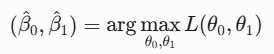 (β̂₀, β̂₁) = arg max L(θ₀, θ₁)
θ₀,θ₁